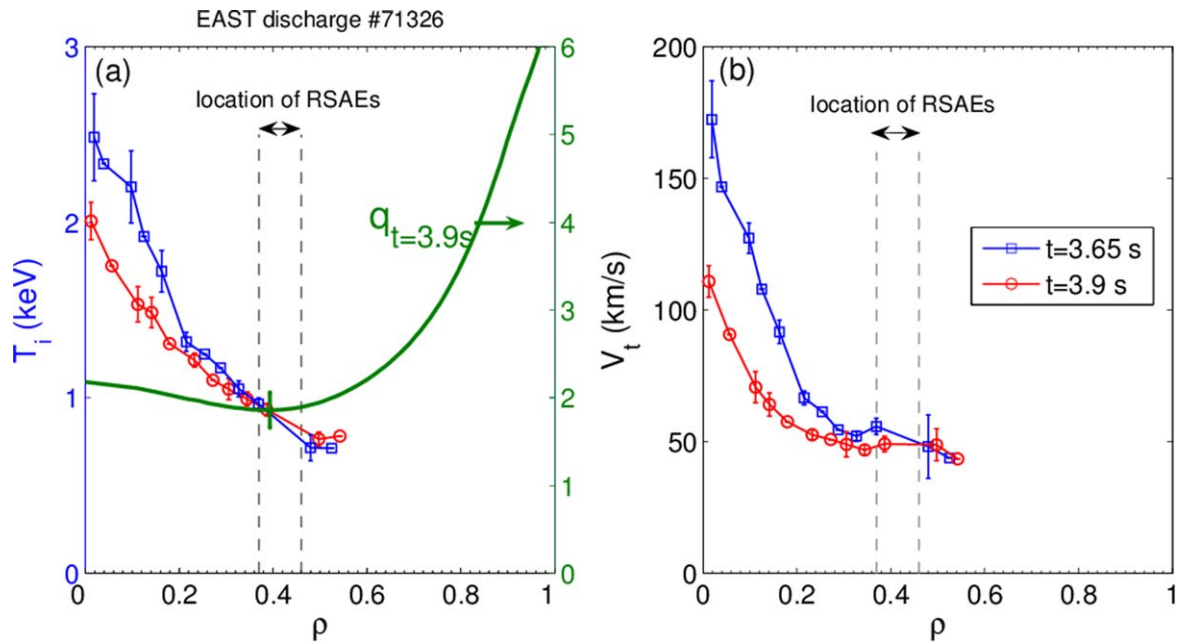 EAST discharge #71326
(a)
location of RSAEs
q t=3.9s
T i (keV)
3
2
1
0
6
5
4
3
2
1
0
0
0.2
0.4
0.6
0.8
1
ρ
(b)
location of RSAEs
t=3.65 s
t=3.9 s
V t (km/s)
200
150
100
50
0
0
0.2
0.4
0.6
0.8
1
ρ